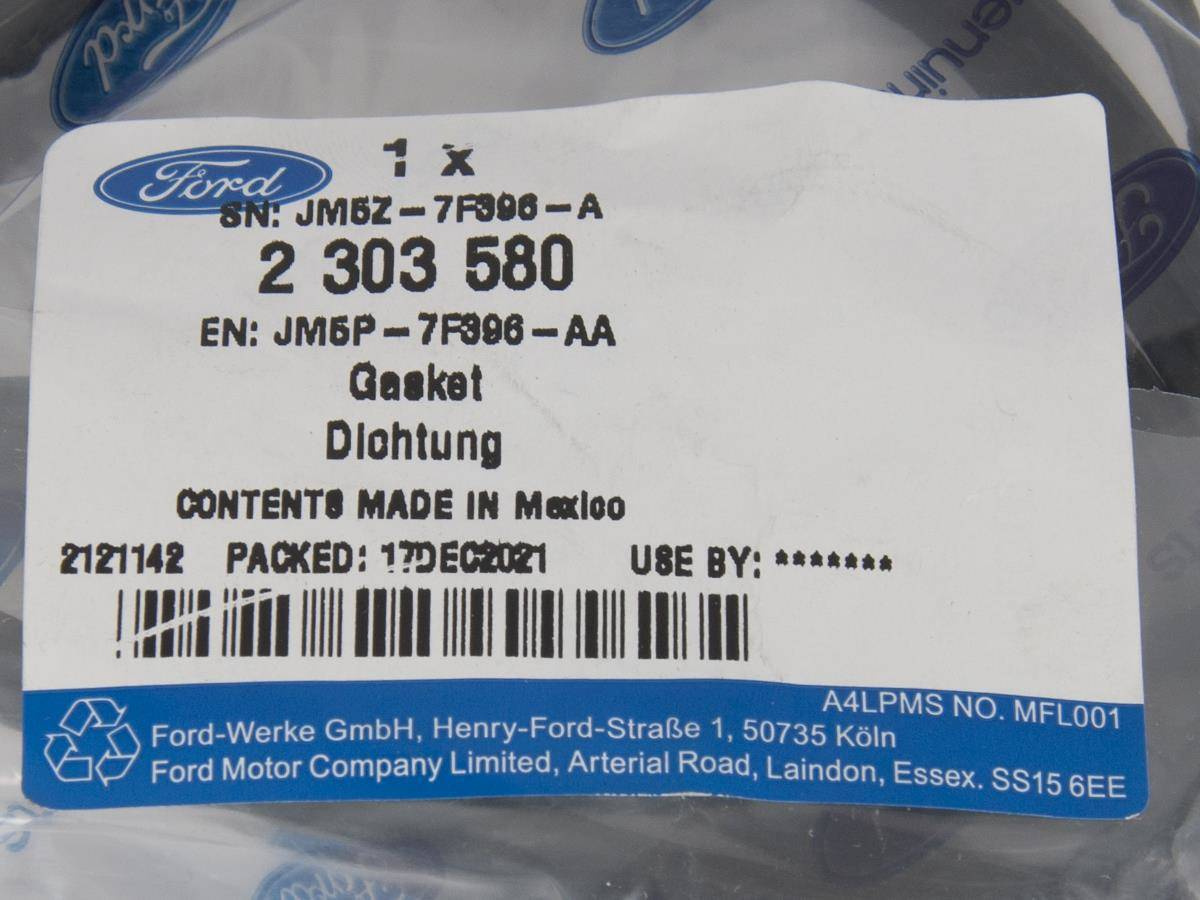 Ford
Ford
1 x
SN: JM5Z-7F396-A
2 303 580
EN: JM5P-7F396-AA
Gasket
Dichtung
CONTENTS MADE IN Mexico
2121142 PACKED: 17DEC2021 USE BY: *******
A4LPMS NO. MFL001
Ford-Werke GmbH, Henry-Ford-Straße 1, 50735 Köln
Ford Motor Company Limited, Arterial Road, Laindon, Essex. SS15 6EE